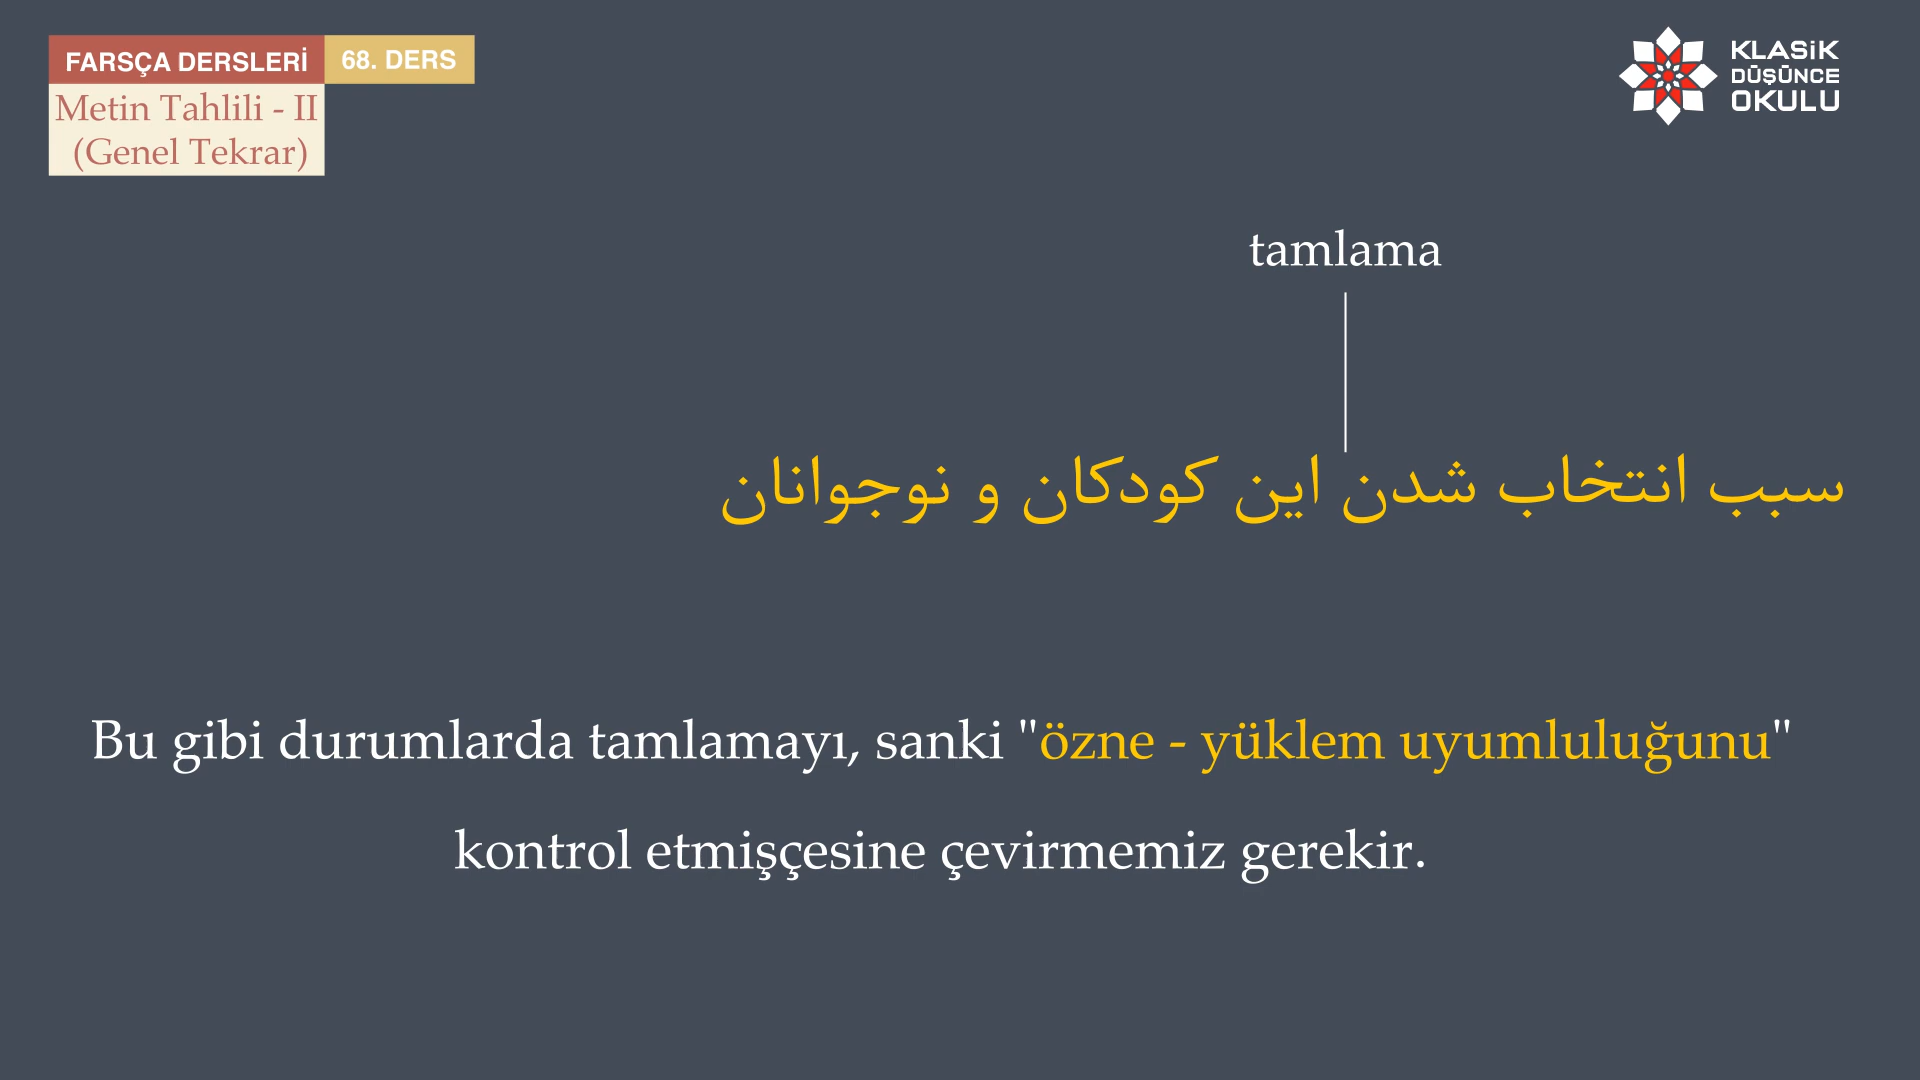 FARSÇA DERSLERİ 68. DERS
Metin Tahlili - II
(Genel Tekrar)
KLASiK
DÜŞÜNCE
OKULU
tamlama
سبب انتخاب شدن این کودکان و نوجوانان
Bu gibi durumlarda tamlamayı, sanki "özne - yüklem uyumluluğunu"
kontrol etmişçesine çevirmemiz gerekir.